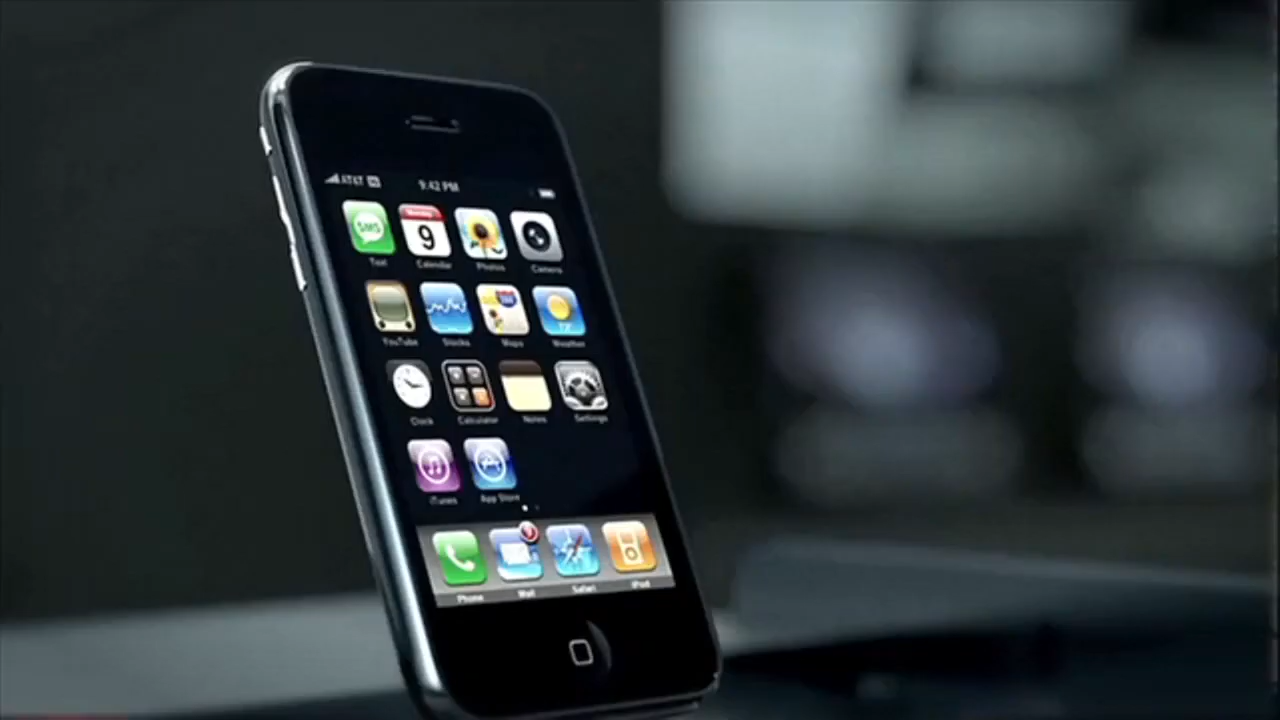 AT&T 9:42 PM
SMS Monday 9
Text Calendar Photos Camera
YouTube Stocks Maps Weather
Clock Calculator Notes Settings
iTunes App Store
Phone Mail Safari iPod